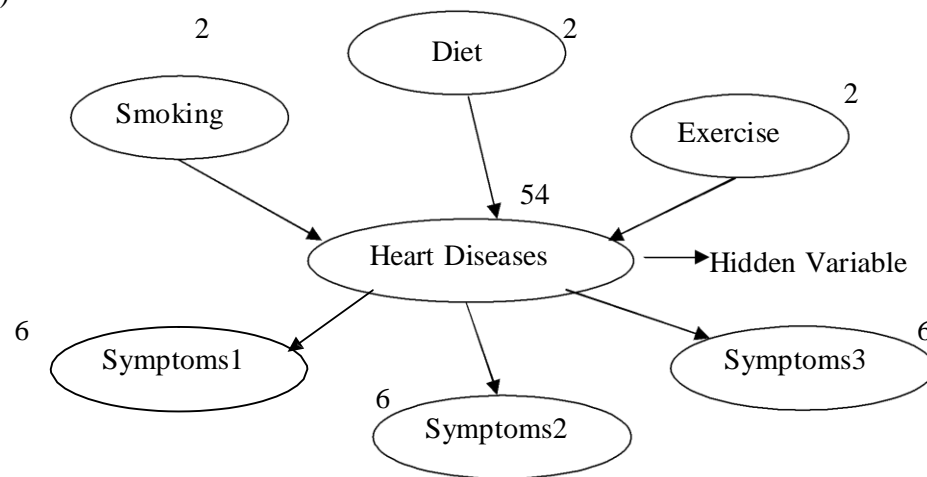 )
2
Diet
2
Smoking
2
Exercise
54
Heart Diseases
Hidden Variable
6
Symptoms1
6
Symptoms2
6
Symptoms3